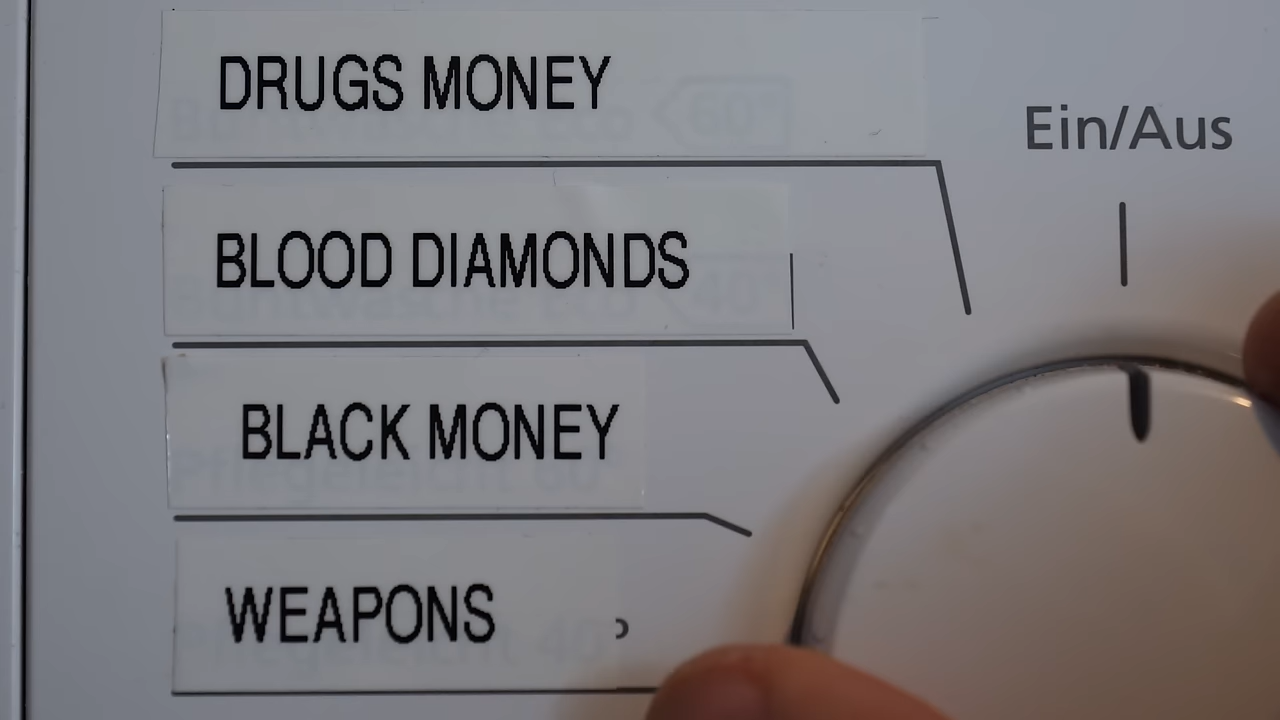 DRUGS MONEY
Ein/Aus
BLOOD DIAMONDS
BLACK MONEY
WEAPONS